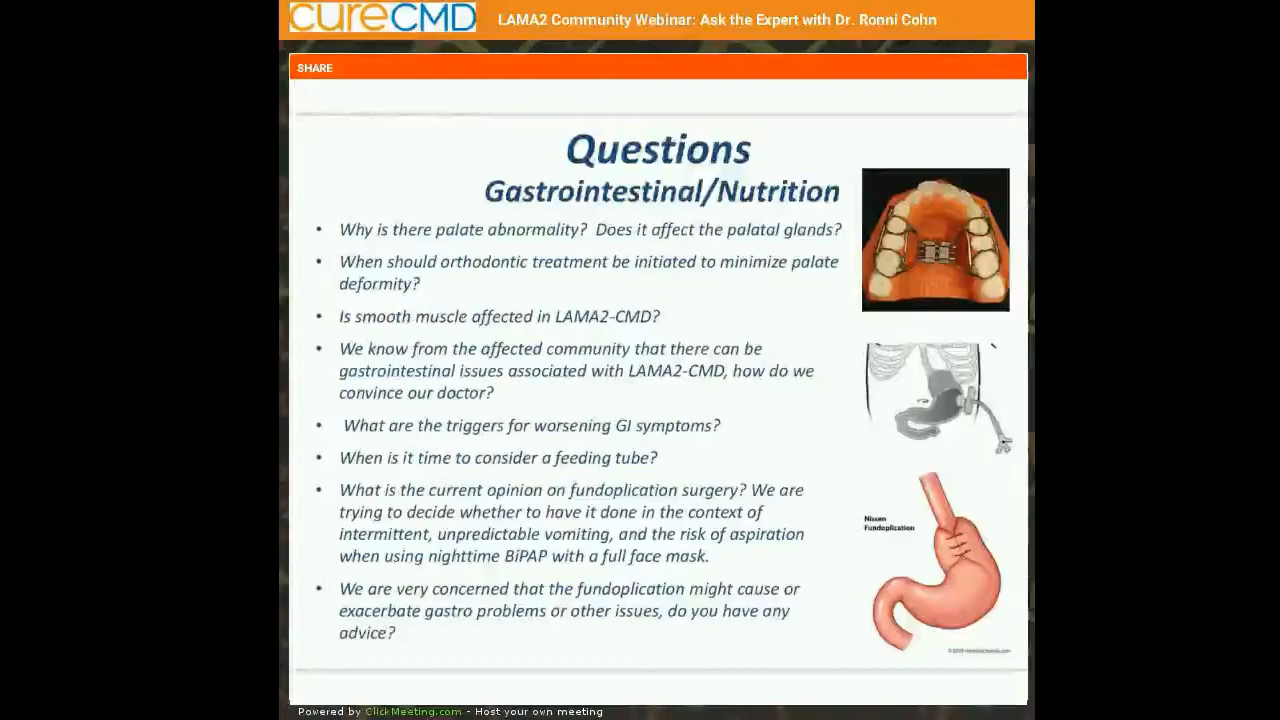 cureCMD LAMA2 Community Webinar: Ask the Expert with Dr. Ronni Cohn
SHARE
Questions
Gastrointestinal/Nutrition
• Why is there palate abnormality? Does it affect the palatal glands?
• When should orthodontic treatment be initiated to minimize palate
deformity?
• Is smooth muscle affected in LAMA2-CMD?
• We know from the affected community that there can be
gastrointestinal issues associated with LAMA2-CMD, how do we
convince our doctor?
• What are the triggers for worsening GI symptoms?
• When is it time to consider a feeding tube?
• What is the current opinion on fundoplication surgery? We are
trying to decide whether to have it done in the context of
intermittent, unpredictable vomiting, and the risk of aspiration
when using nighttime BiPAP with a full face mask.
• We are very concerned that the fundoplication might cause or
exacerbate gastro problems or other issues, do you have any
advice?
Nissen
Fundoplication
Powered by ClickMeeting.com - Host your own meeting